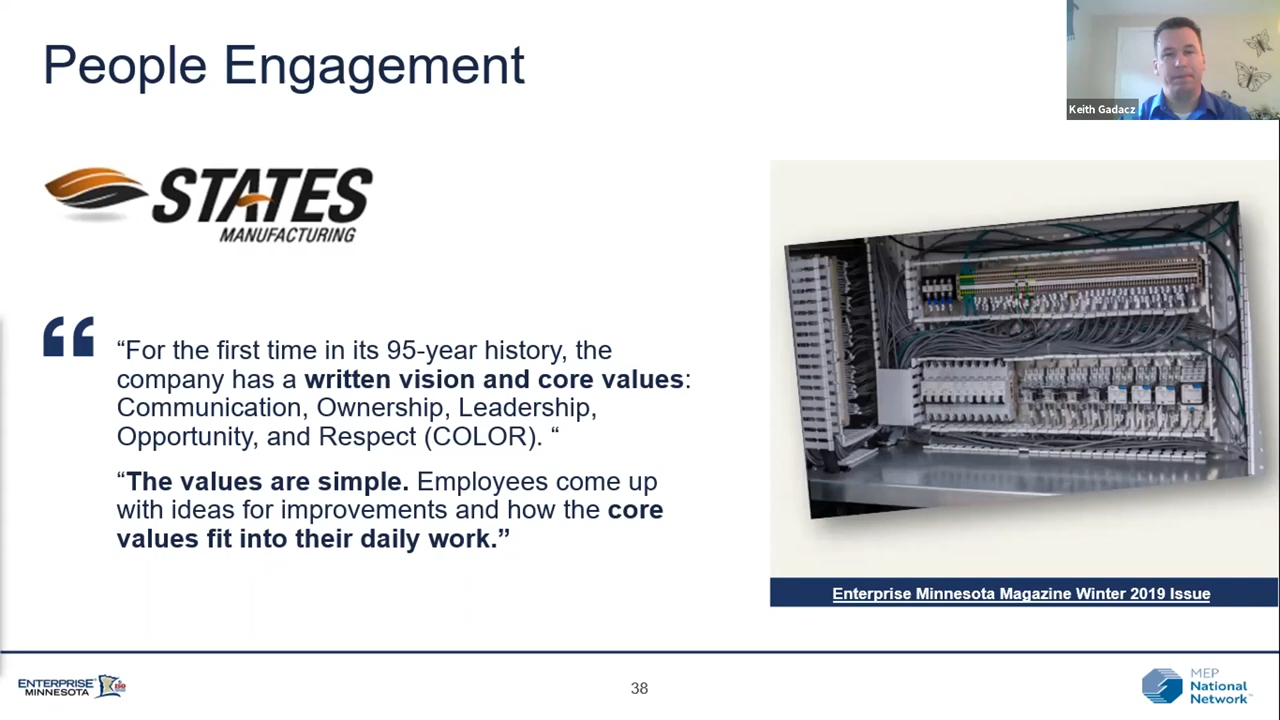 People Engagement
Keith Gadacz
STATES
MANUFACTURING
“For the first time in its 95-year history, the
company has a written vision and core values:
Communication, Ownership, Leadership,
Opportunity, and Respect (COLOR). “
“The values are simple. Employees come up
with ideas for improvements and how the core
values fit into their daily work.”
Enterprise Minnesota Magazine Winter 2019 Issue
ENTERPRISE
MINNESOTA
38
MEP
National
Network™